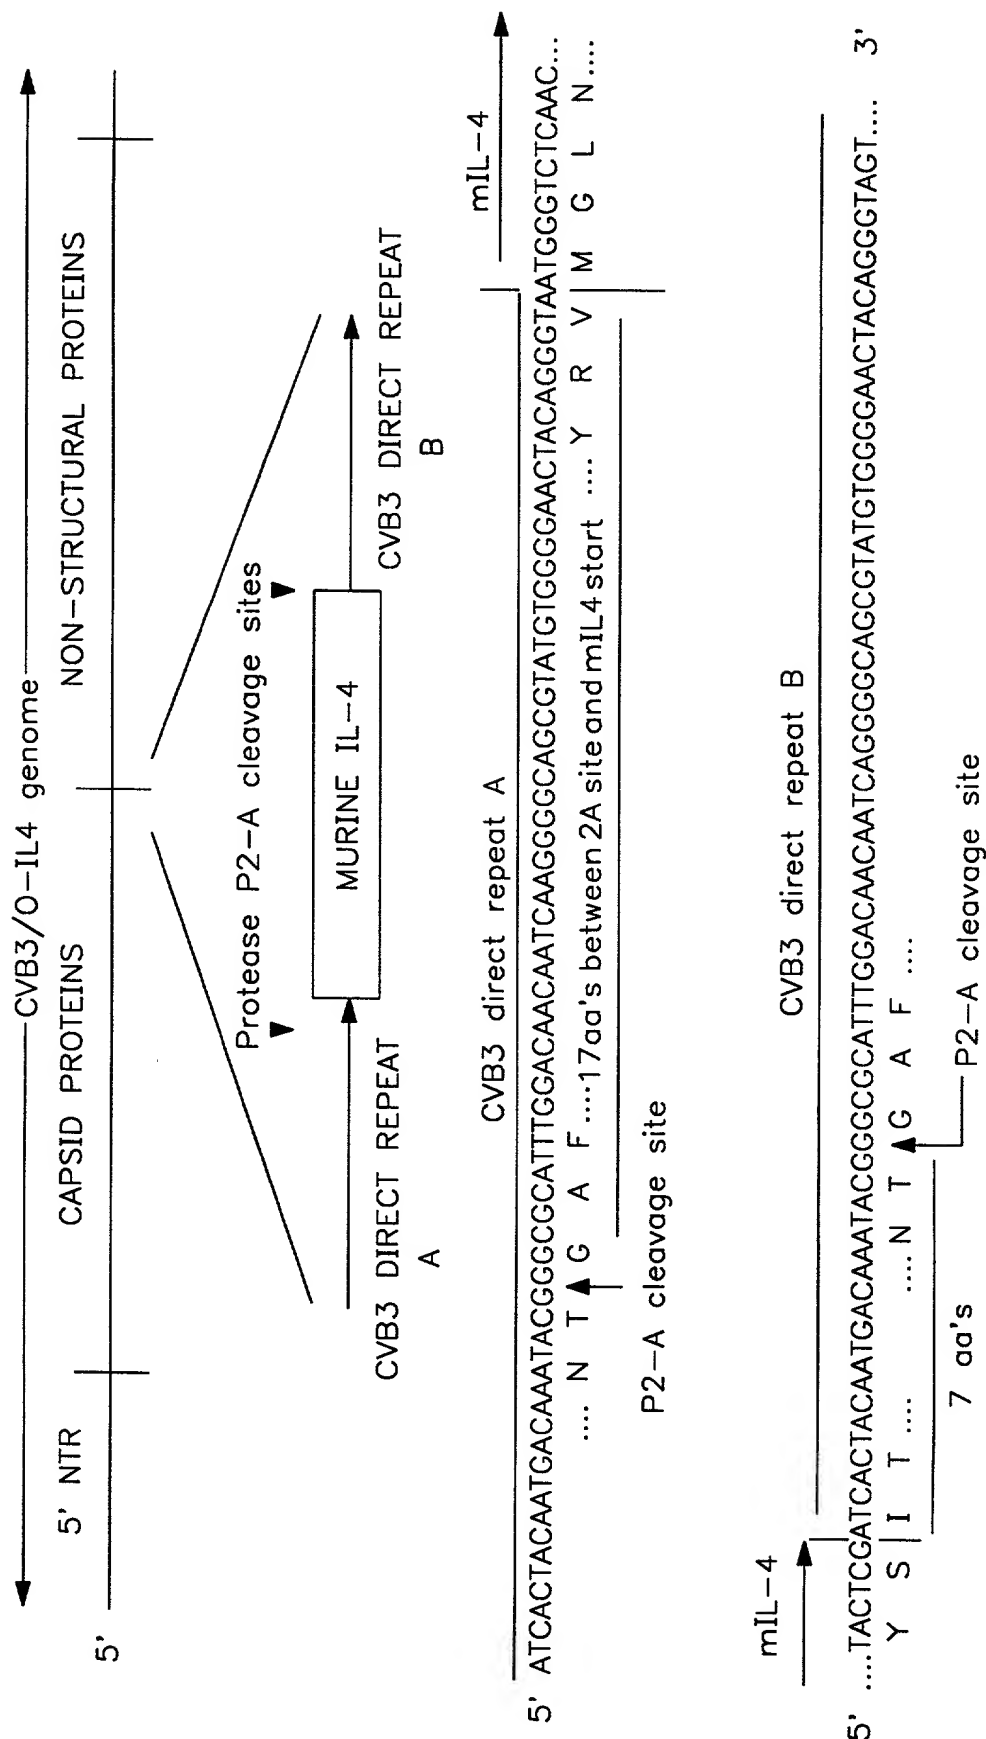 CVB3/0-IL4 genome
5' NTR
CAPSID PROTEINS
NON-STRUCTURAL PROTEINS
5'
Protease P2-A cleavage sites
MURINE IL-4
CVB3 DIRECT REPEAT
A
CVB3 DIRECT REPEAT
B
CVB3 direct repeat A
mIL-4
5' ATCACTACAATGACAAATACGGGCGCATTTGGACAACAATCAAGGGGCAGCGTATGTGGGGAACTACAGGGTAATGGGTCTCAAC...
.... N T G A F ....17aa's between 2A site and mIL4 start .... Y R V M G L N....
P2-A cleavage site
mIL-4
CVB3 direct repeat B
5' ....TACTCGATCACTACAATGACAAATACGGGCGCATTTGGACAACAATCAGGGGCAGCGTATGTGGGGAACTACAGGGTAGT.... 3'
Y S I T .... ....N T G A F ....
7 aa's
P2-A cleavage site